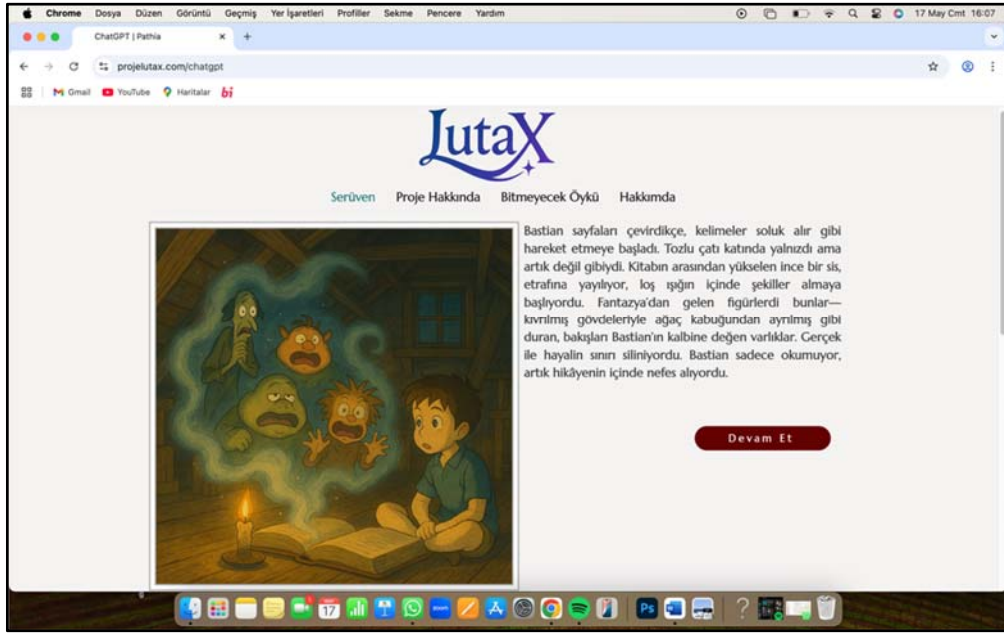 Chrome Dosya Düzen Görüntü Geçmiş Yer İşaretleri Profiller Sekme Pencere Yardım 17 May Cmt 16:07
ChatGPT | Pathia
projelutax.com/chatgpt
Gmail YouTube Haritalar bi
LutaX
Serüven Proje Hakkında Bitmeyecek Öykü Hakkımda
Bastian sayfaları çevirdikçe, kelimeler soluk alır gibi
hareket etmeye başladı. Tozlu çatı katında yalnızdı ama
artık değil gibiydi. Kitabın arasından yükselen ince bir sis,
etrafına yayılıyor, loş ışığın içinde şekiller almaya
başlıyordu. Fantazya'dan gelen figürlerdi bunlar—
kıvrılmış gövdeleriyle ağaç kabuğundan ayrılmış gibi
duran, bakışları Bastian'ın kalbine değen varlıklar. Gerçek
ile hayalin sınırı siliniyordu. Bastian sadece okumuyor,
artık hikâyenin içinde nefes alıyordu.
Devam Et
17 zoom Ps